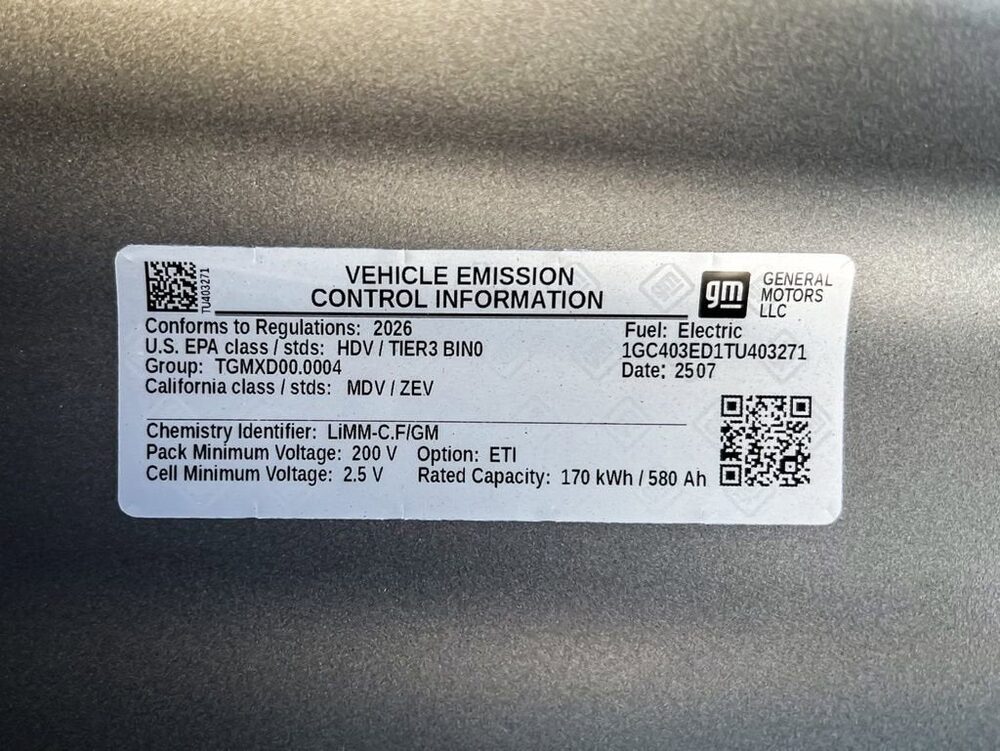 TU403271
VEHICLE EMISSION
CONTROL INFORMATION
gm
GENERAL
MOTORS
LLC
Conforms to Regulations: 2026
U.S. EPA class / stds: HDV / TIER3 BIN0
Group: TGMXD00.0004
California class / stds: MDV / ZEV
Fuel: Electric
1GC403ED1TU403271
Date: 2507
Chemistry Identifier: LiMM-C.F/GM
Pack Minimum Voltage: 200 V Option: ETI
Cell Minimum Voltage: 2.5 V Rated Capacity: 170 kWh / 580 Ah